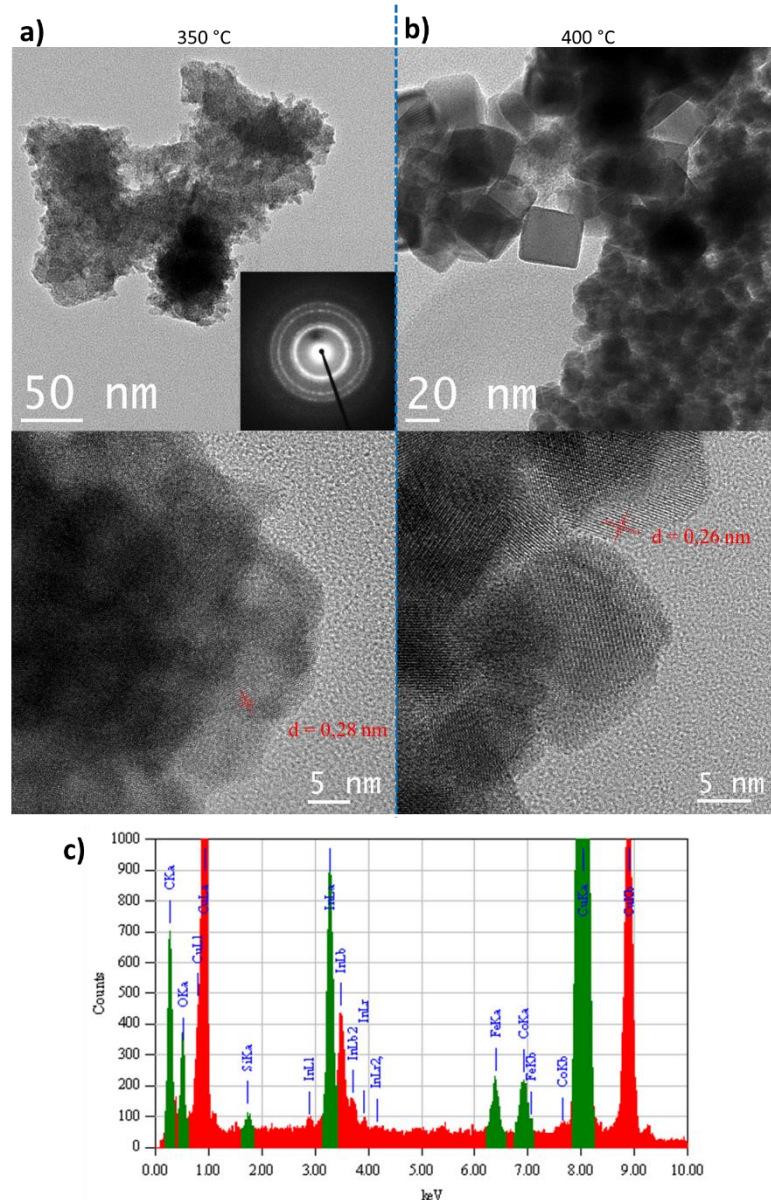 a) 350 °C b) 400 °C
50 nm 20 nm
d = 0,28 nm d = 0,26 nm
5 nm 5 nm
c)
1000
900
800
700
600
500
400
300
200
100
0
Counts
CKa
OKa
CuLl
CuLa
SiKa
InLl
InLa
InLb
InLb2
InLr
InLr2,
FeKa
CoKa
FeKb
CoKb
CuKa
CuKb
0.00 1.00 2.00 3.00 4.00 5.00 6.00 7.00 8.00 9.00 10.00
keV